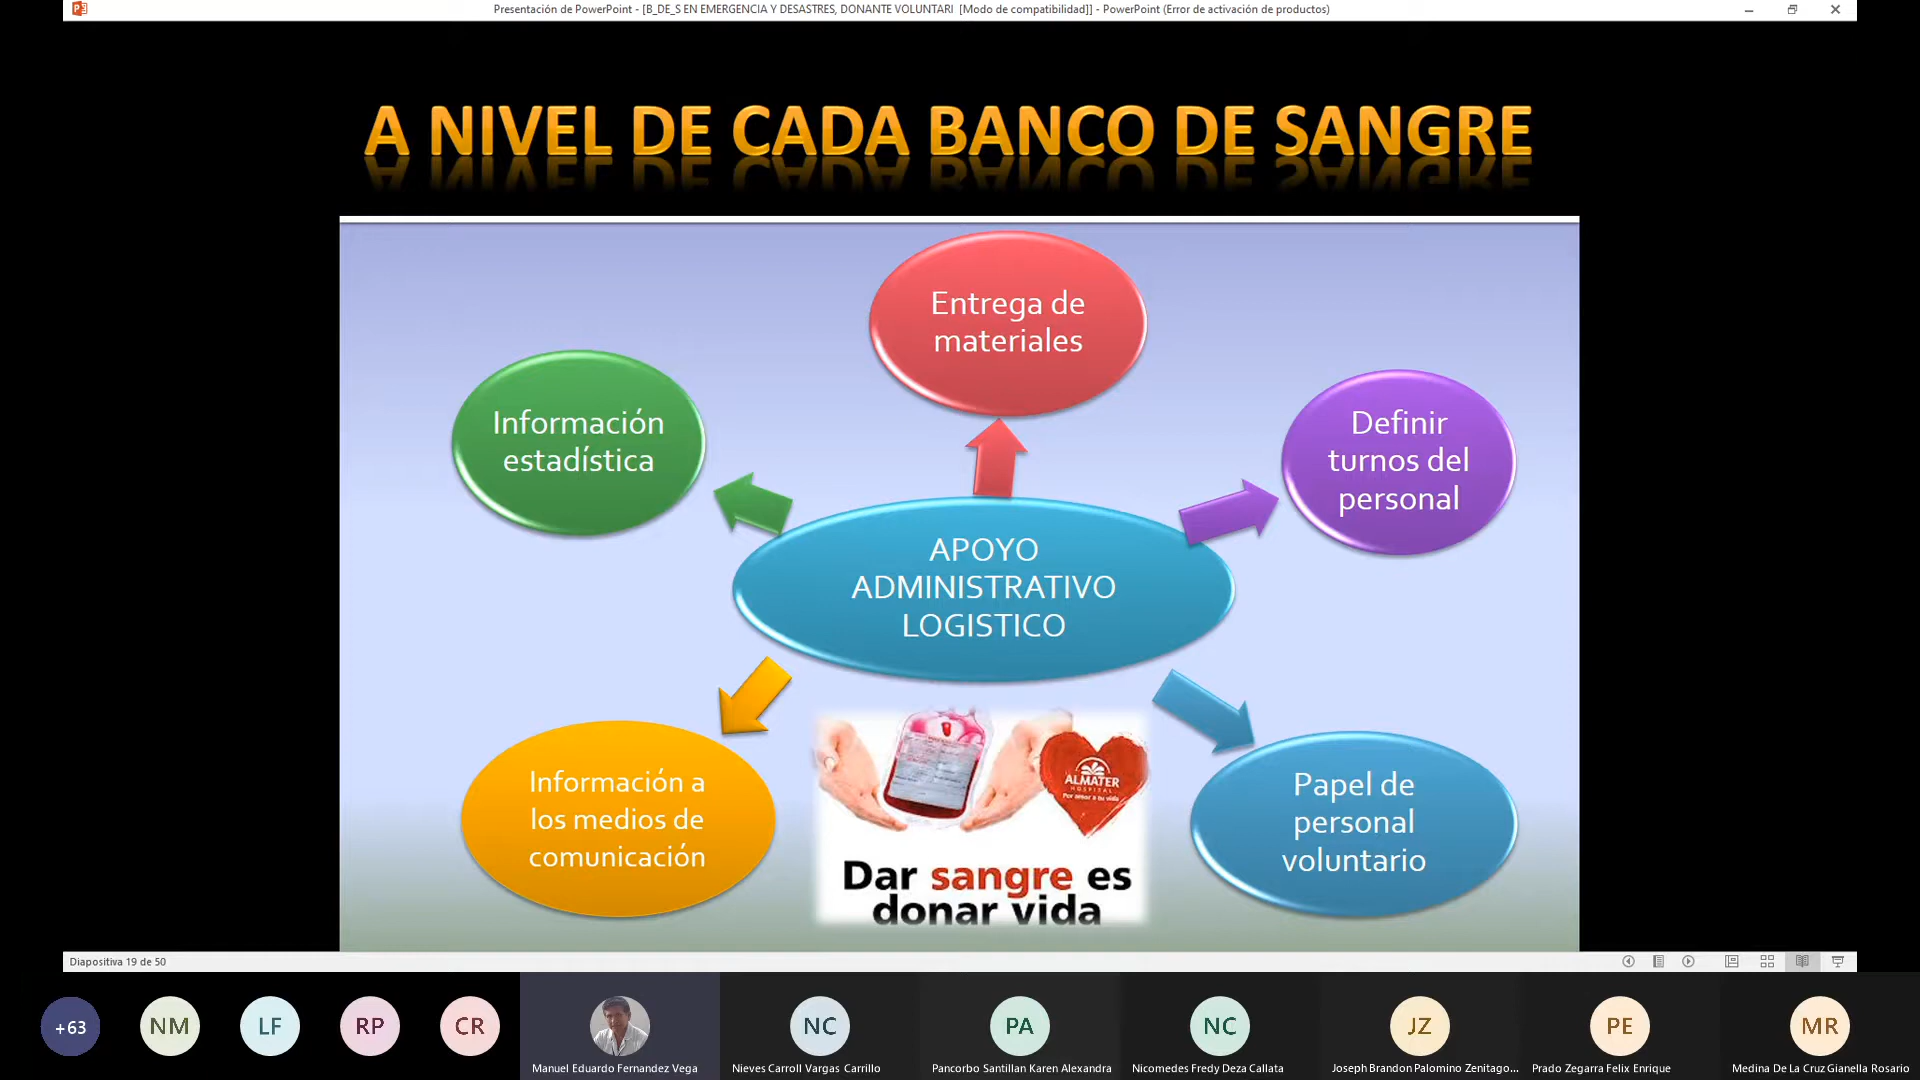 Presentación de PowerPoint - [B_DE_S EN EMERGENCIA Y DESASTRES, DONANTE VOLUNTARI [Modo de compatibilidad]] - PowerPoint (Error de activación de productos)
A NIVEL DE CADA BANCO DE SANGRE
Entrega de
materiales
Información
estadística
Definir
turnos del
personal
APOYO
ADMINISTRATIVO
LOGISTICO
Información a
los medios de
comunicación
ALMATER
HOSPITAL
Por amor a tu vida
Dar sangre es
donar vida
Papel de
personal
voluntario
Diapositiva 19 de 50
+63
NM
LF
RP
CR
NC
PA
NC
JZ
PE
MR
Manuel Eduardo Fernandez Vega
Nieves Carroll Vargas Carrillo
Pancorbo Santillan Karen Alexandra
Nicomedes Fredy Deza Callata
Joseph Brandon Palomino Zenitago...
Prado Zegarra Felix Enrique
Medina De La Cruz Gianella Rosario